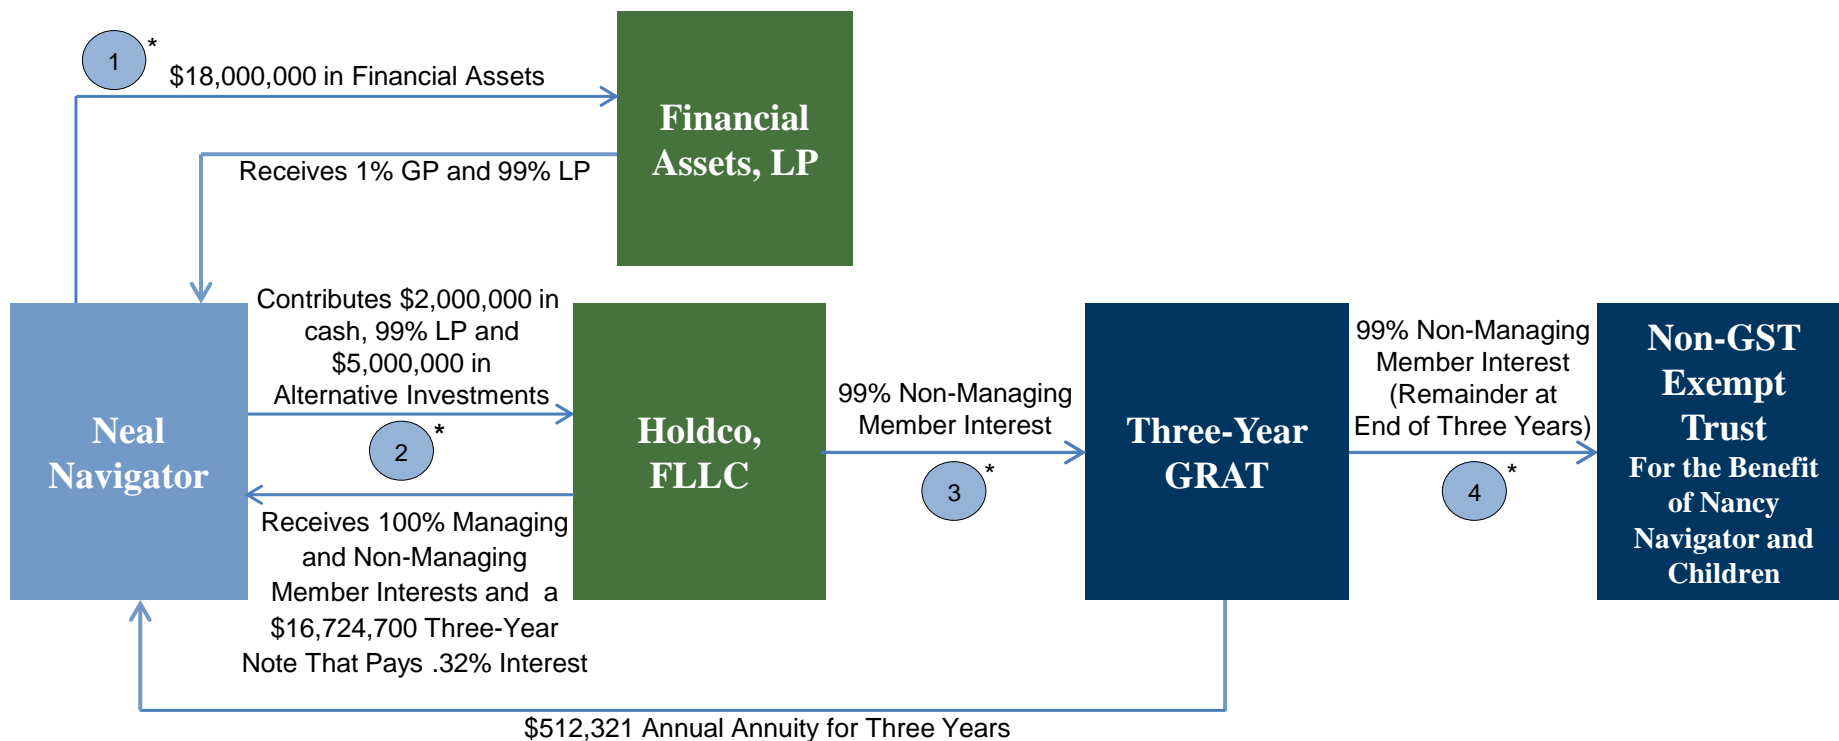 1
*
$18,000,000 in Financial Assets
Financial
Assets, LP
Receives 1% GP and 99% LP
Neal
Navigator
Contributes $2,000,000 in
cash, 99% LP and
$5,000,000 in
Alternative Investments
2
*
Receives 100% Managing
and Non-Managing
Member Interests and a
$16,724,700 Three-Year
Note That Pays .32% Interest
Holdco,
FLLC
99% Non-Managing
Member Interest
3
*
Three-Year
GRAT
99% Non-Managing
Member Interest
(Remainder at
End of Three Years)
4
*
Non-GST
Exempt
Trust
For the Benefit
of Nancy
Navigator and
Children
$512,321 Annual Annuity for Three Years